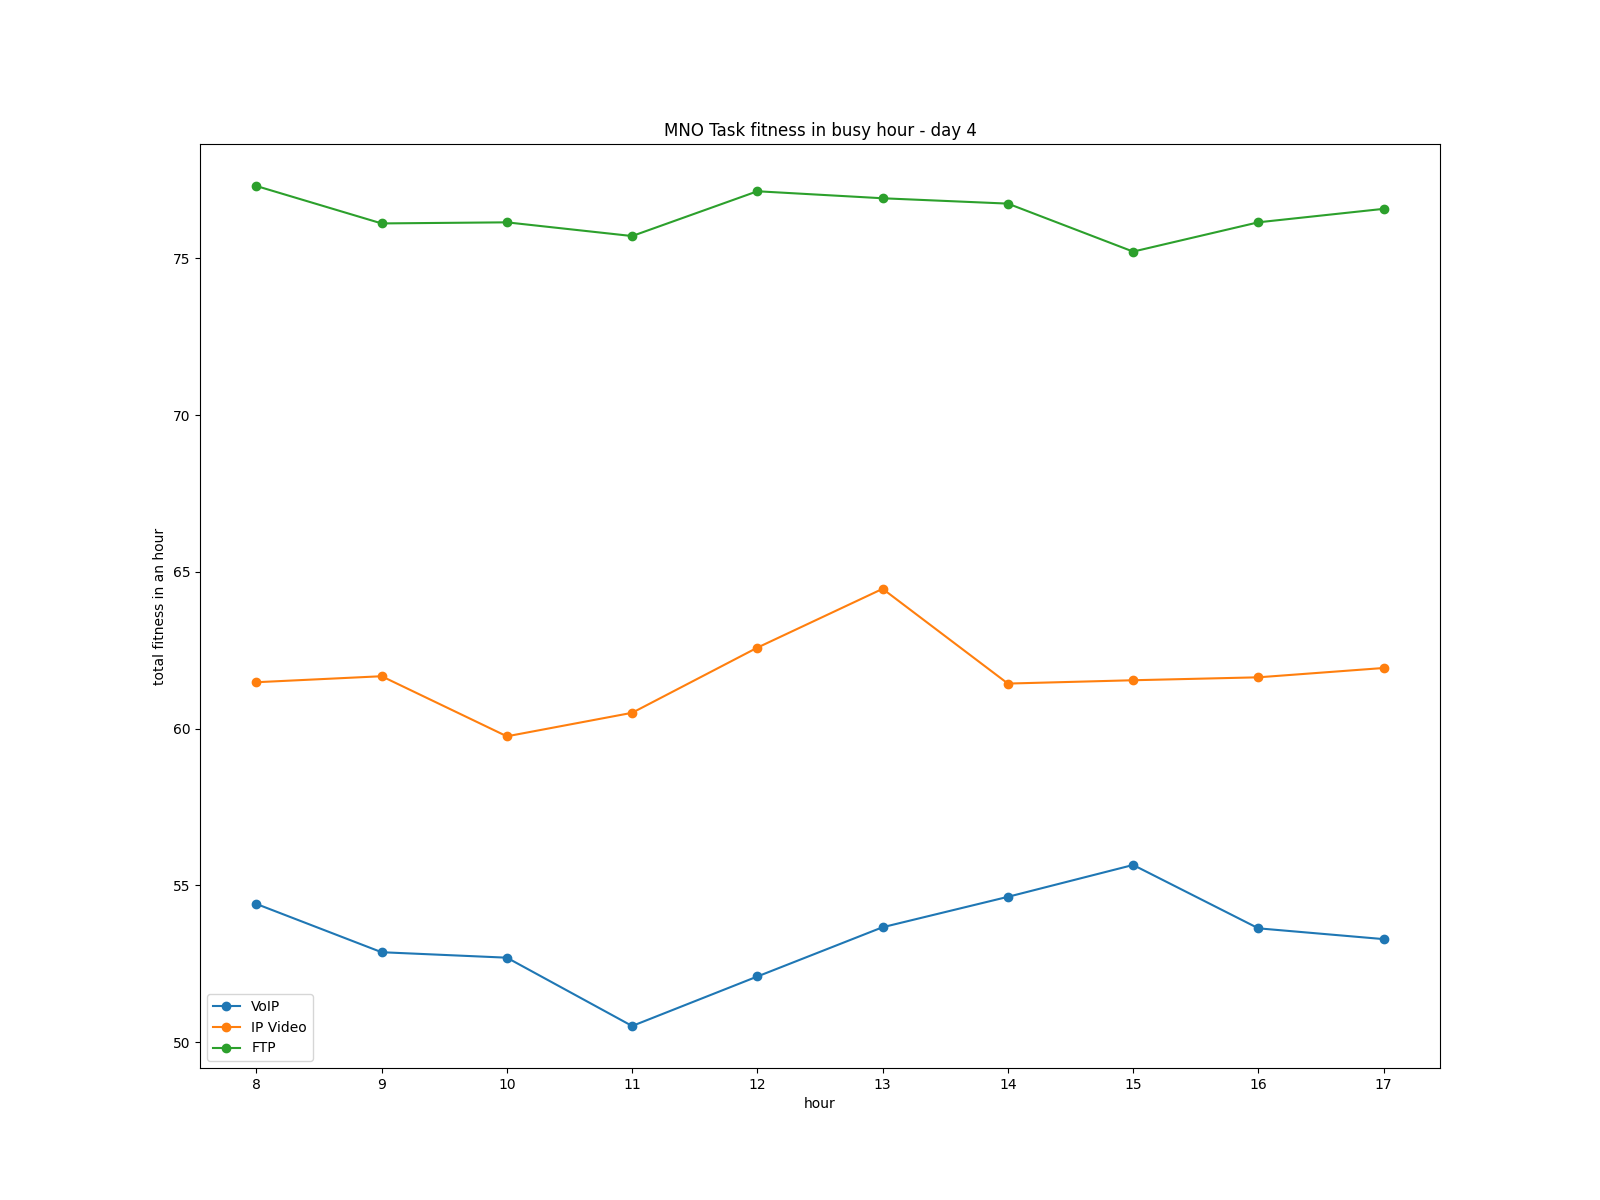 MNO Task fitness in busy hour - day 4
total fitness in an hour
75
70
65
60
55
50
VoIP
IP Video
FTP
8 9 10 11 12 13 14 15 16 17
hour